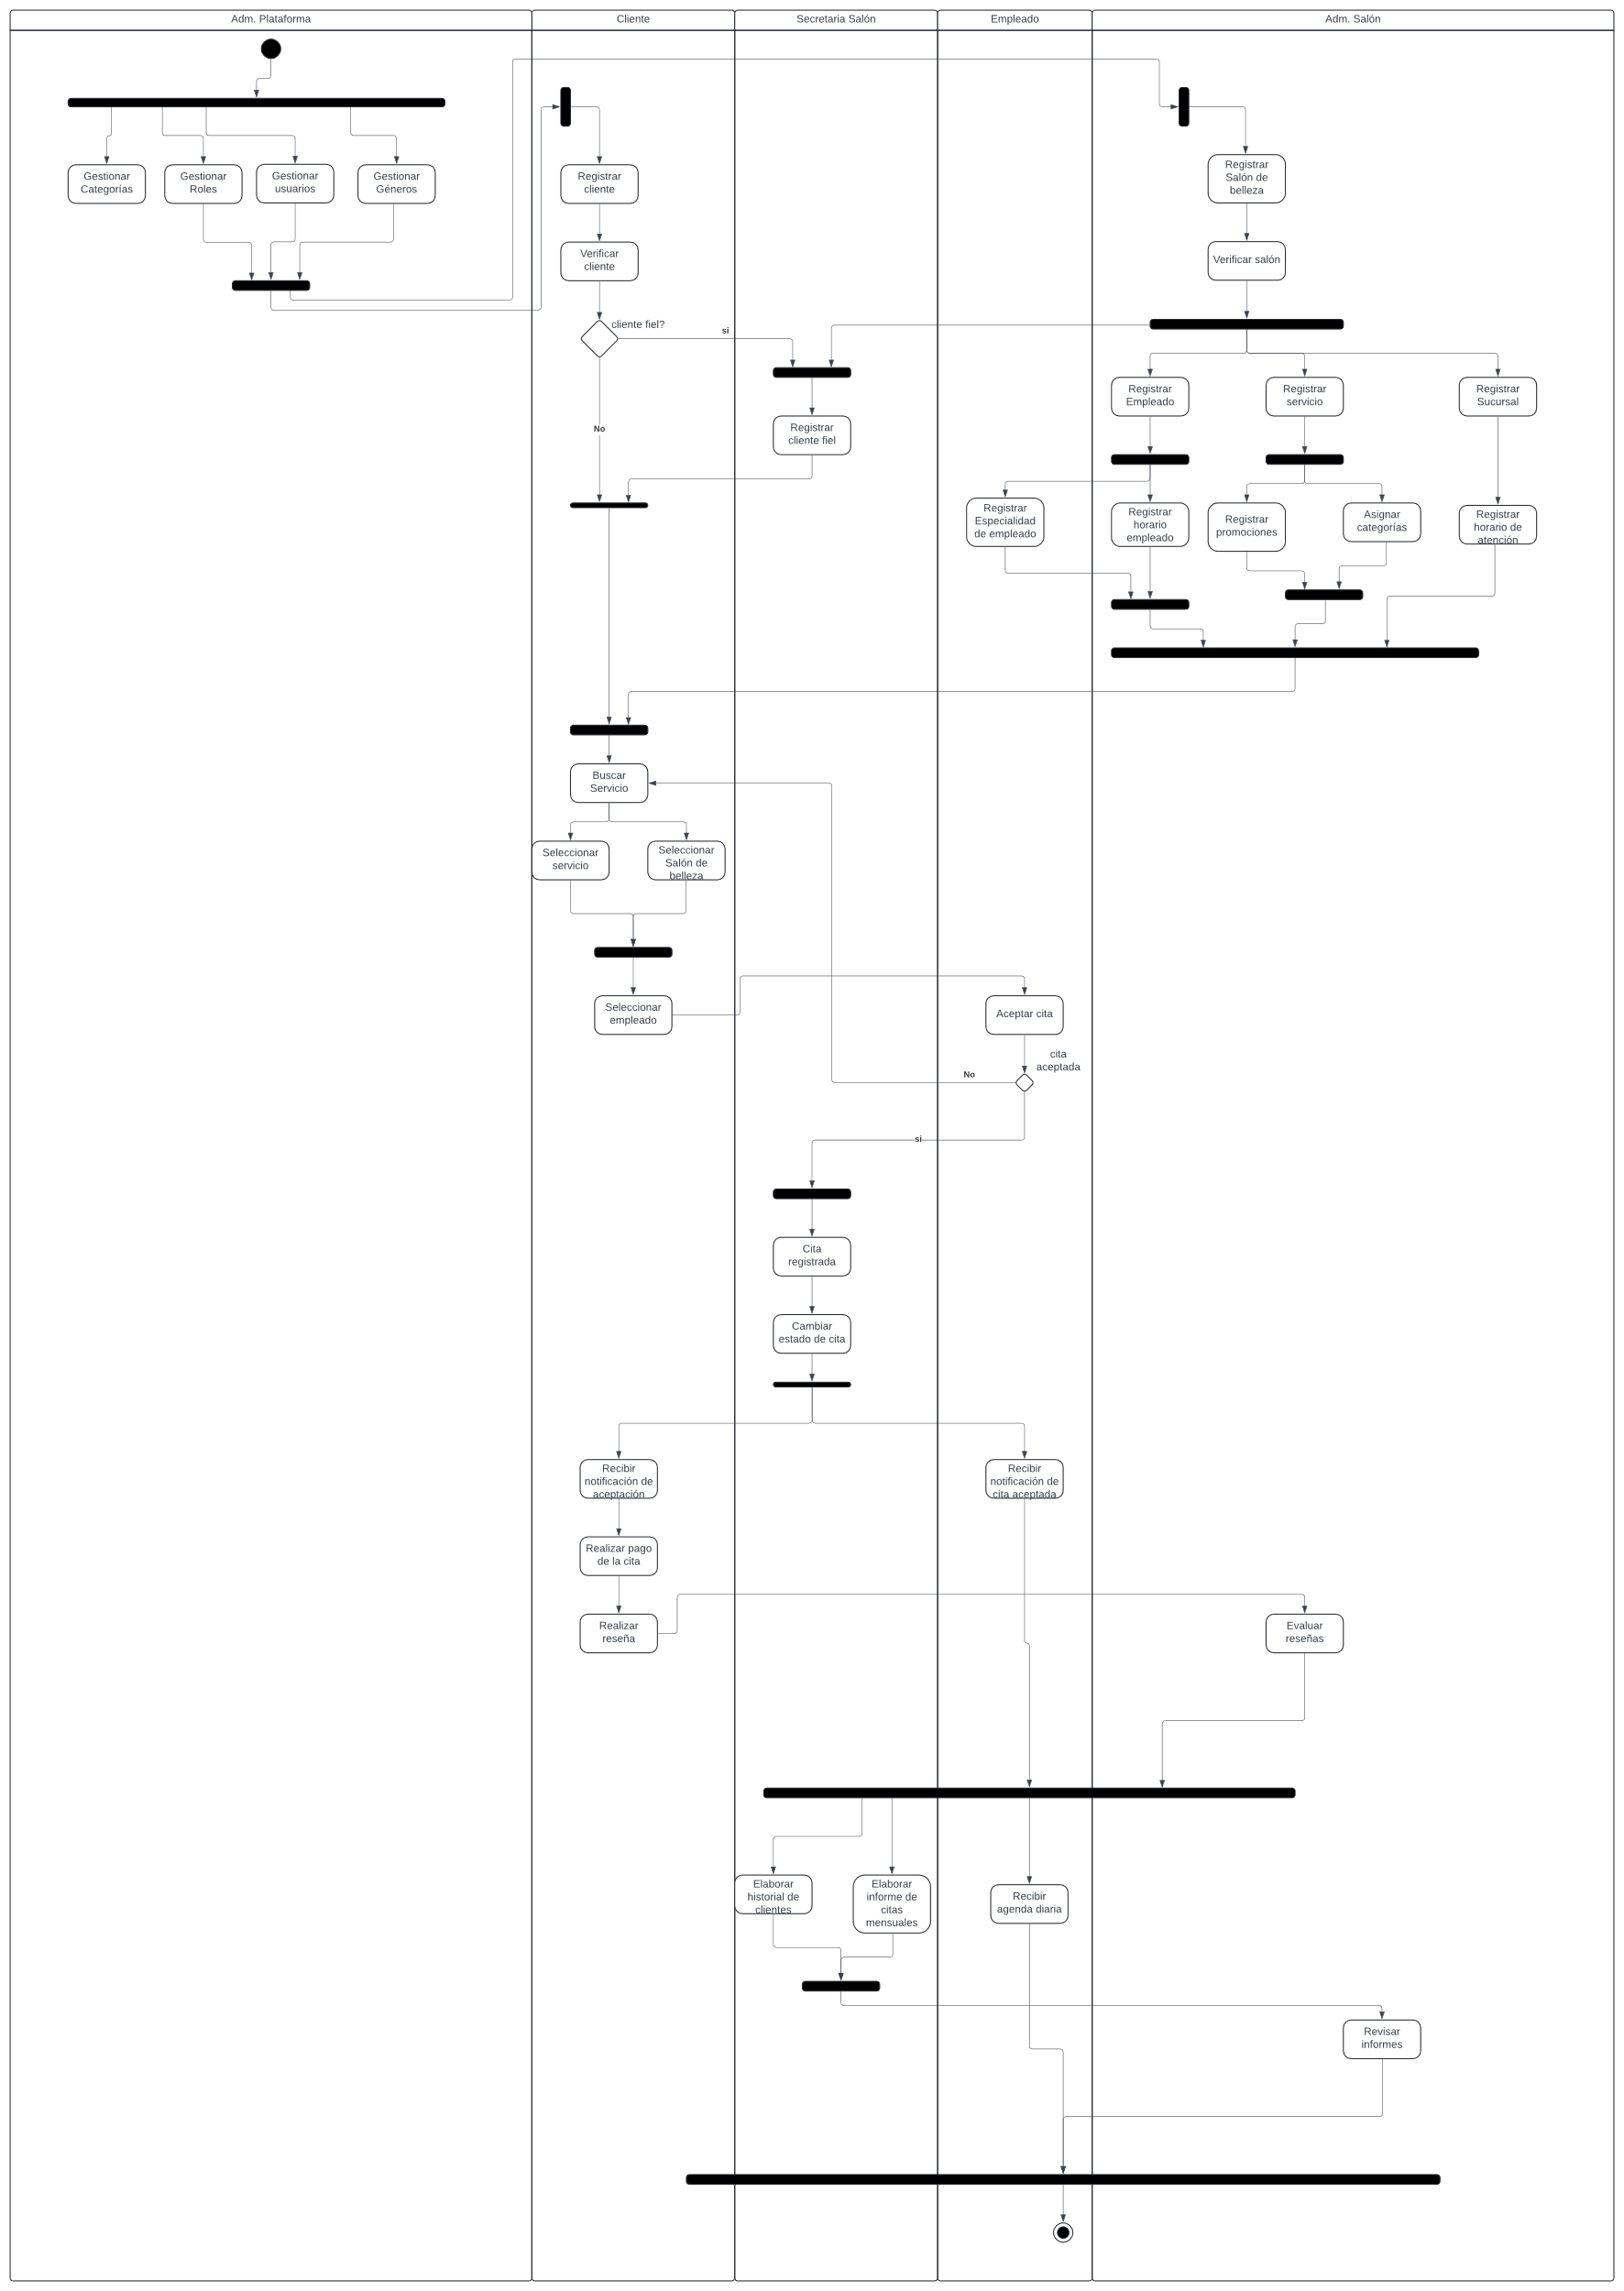 Adm. Plataforma
Cliente
Secretaria Salón
Empleado
Adm. Salón
Gestionar
Categorías
Gestionar
Roles
Gestionar
usuarios
Gestionar
Géneros
Registrar
cliente
Registrar
Salón de
belleza
Verificar
cliente
Verificar salón
cliente fiel?
si
Registrar
Empleado
Registrar
servicio
Registrar
Sucursal
No
Registrar
cliente fiel
Registrar
Especialidad
de empleado
Registrar
horario
empleado
Registrar
promociones
Asignar
categorías
Registrar
horario de
atención
Buscar
Servicio
Seleccionar
servicio
Seleccionar
Salón de
belleza
Seleccionar
empleado
Aceptar cita
cita
aceptada
No
si
Cita
registrada
Cambiar
estado de cita
Recibir
notificación de
aceptación
Recibir
notificación de
cita aceptada
Realizar pago
de la cita
Realizar
reseña
Evaluar
reseñas
Elaborar
historial de
clientes
Elaborar
informe de
citas
mensuales
Recibir
agenda diaria
Revisar
informes